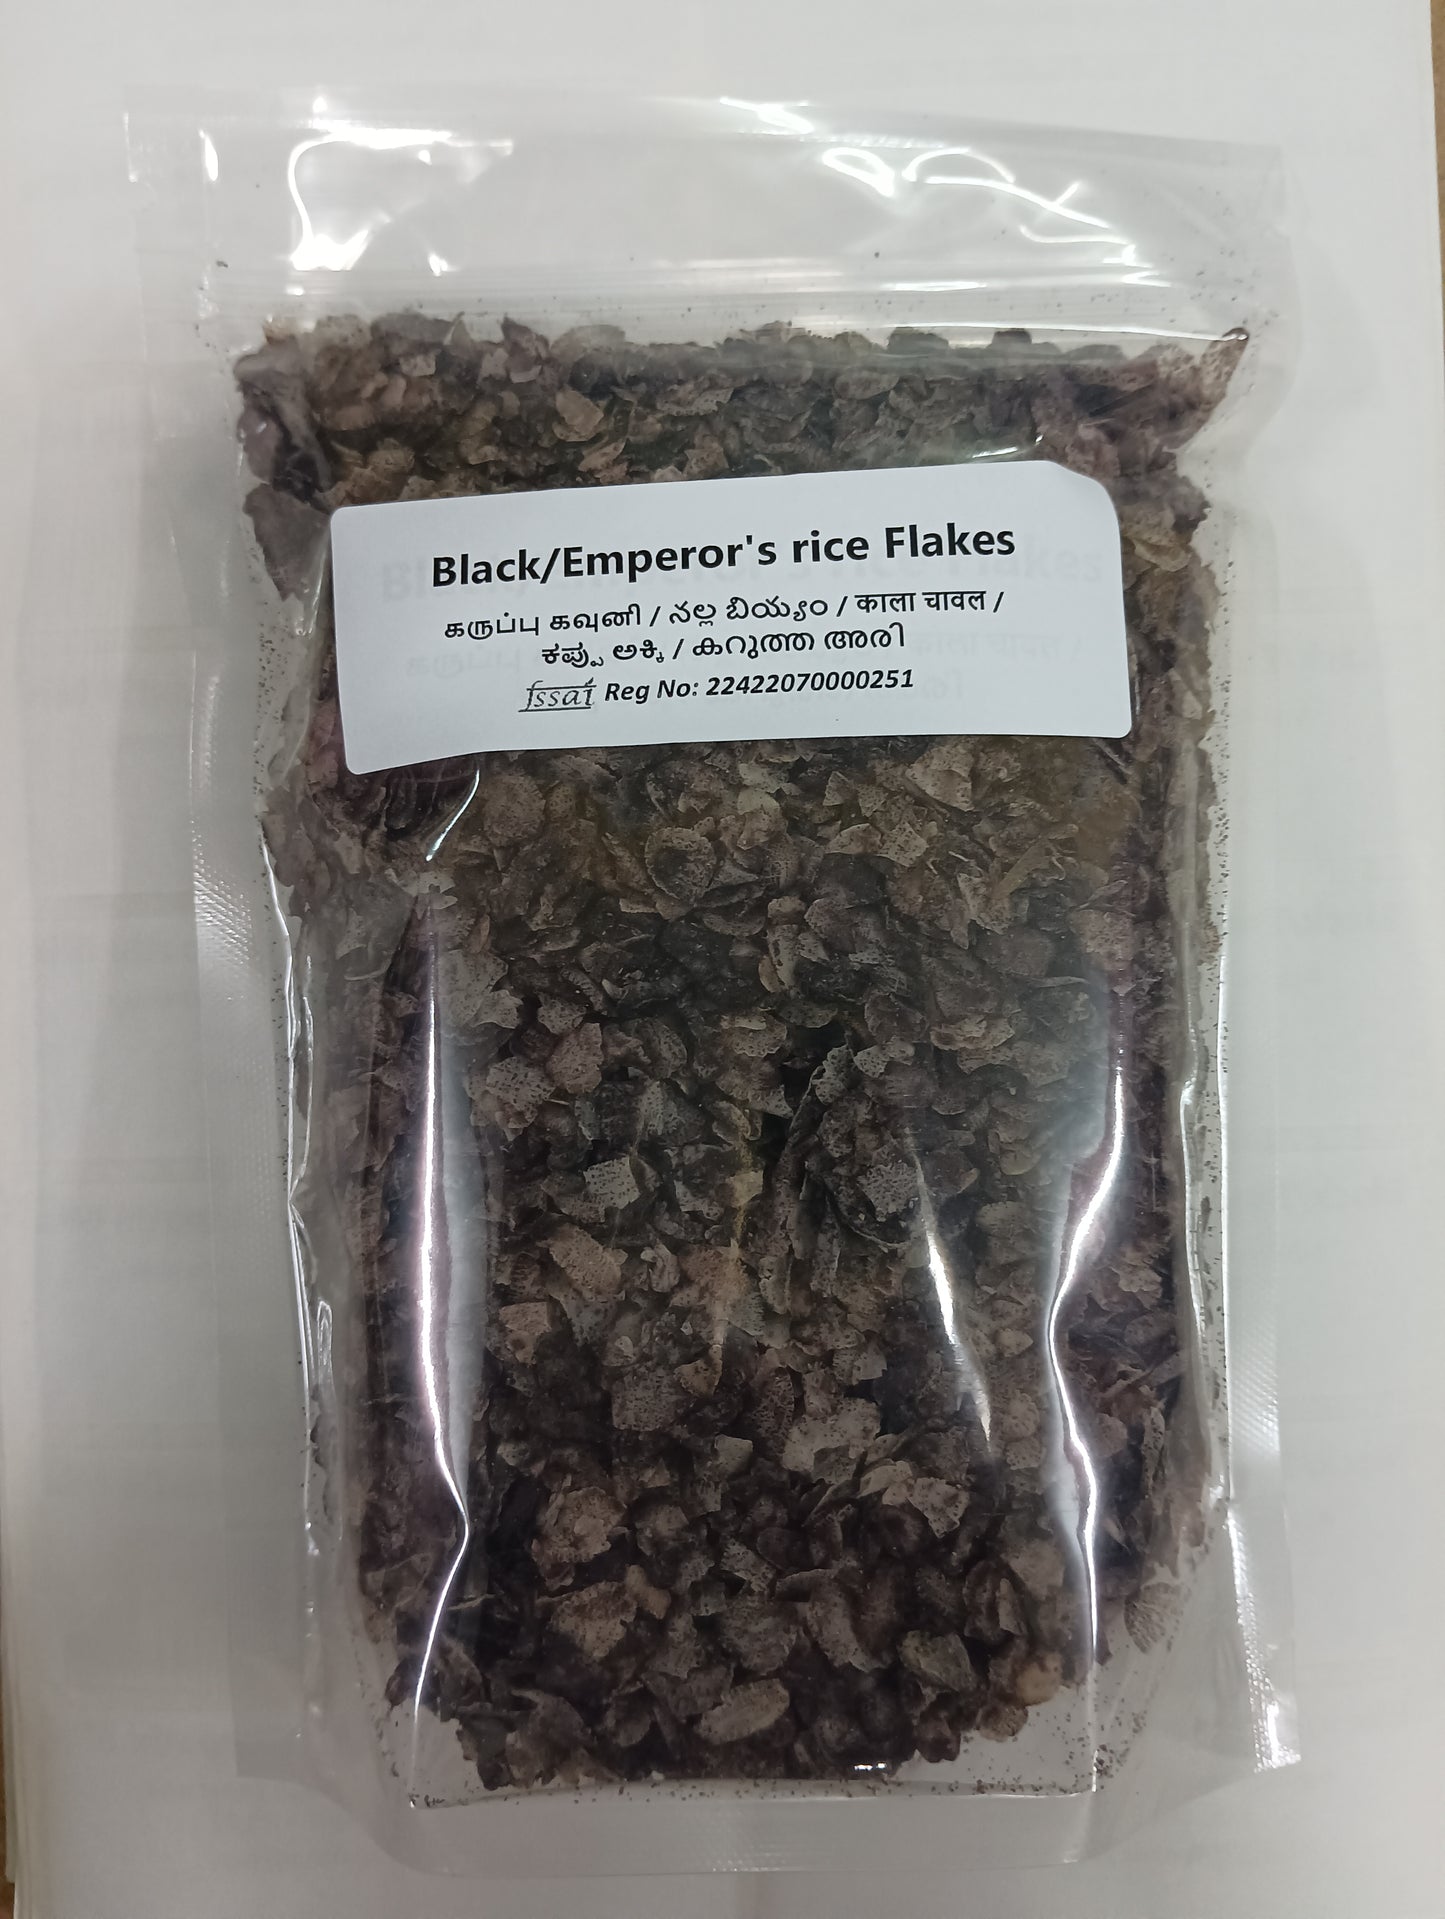 Black/Emperor's rice Flakes
கருப்பு கவுனி / నల్ల బియ్యం / काला चावल /
ಕಪ್ಪು ಅಕ್ಕಿ / കറുത്ത അരി
fssai Reg No: 22422070000251